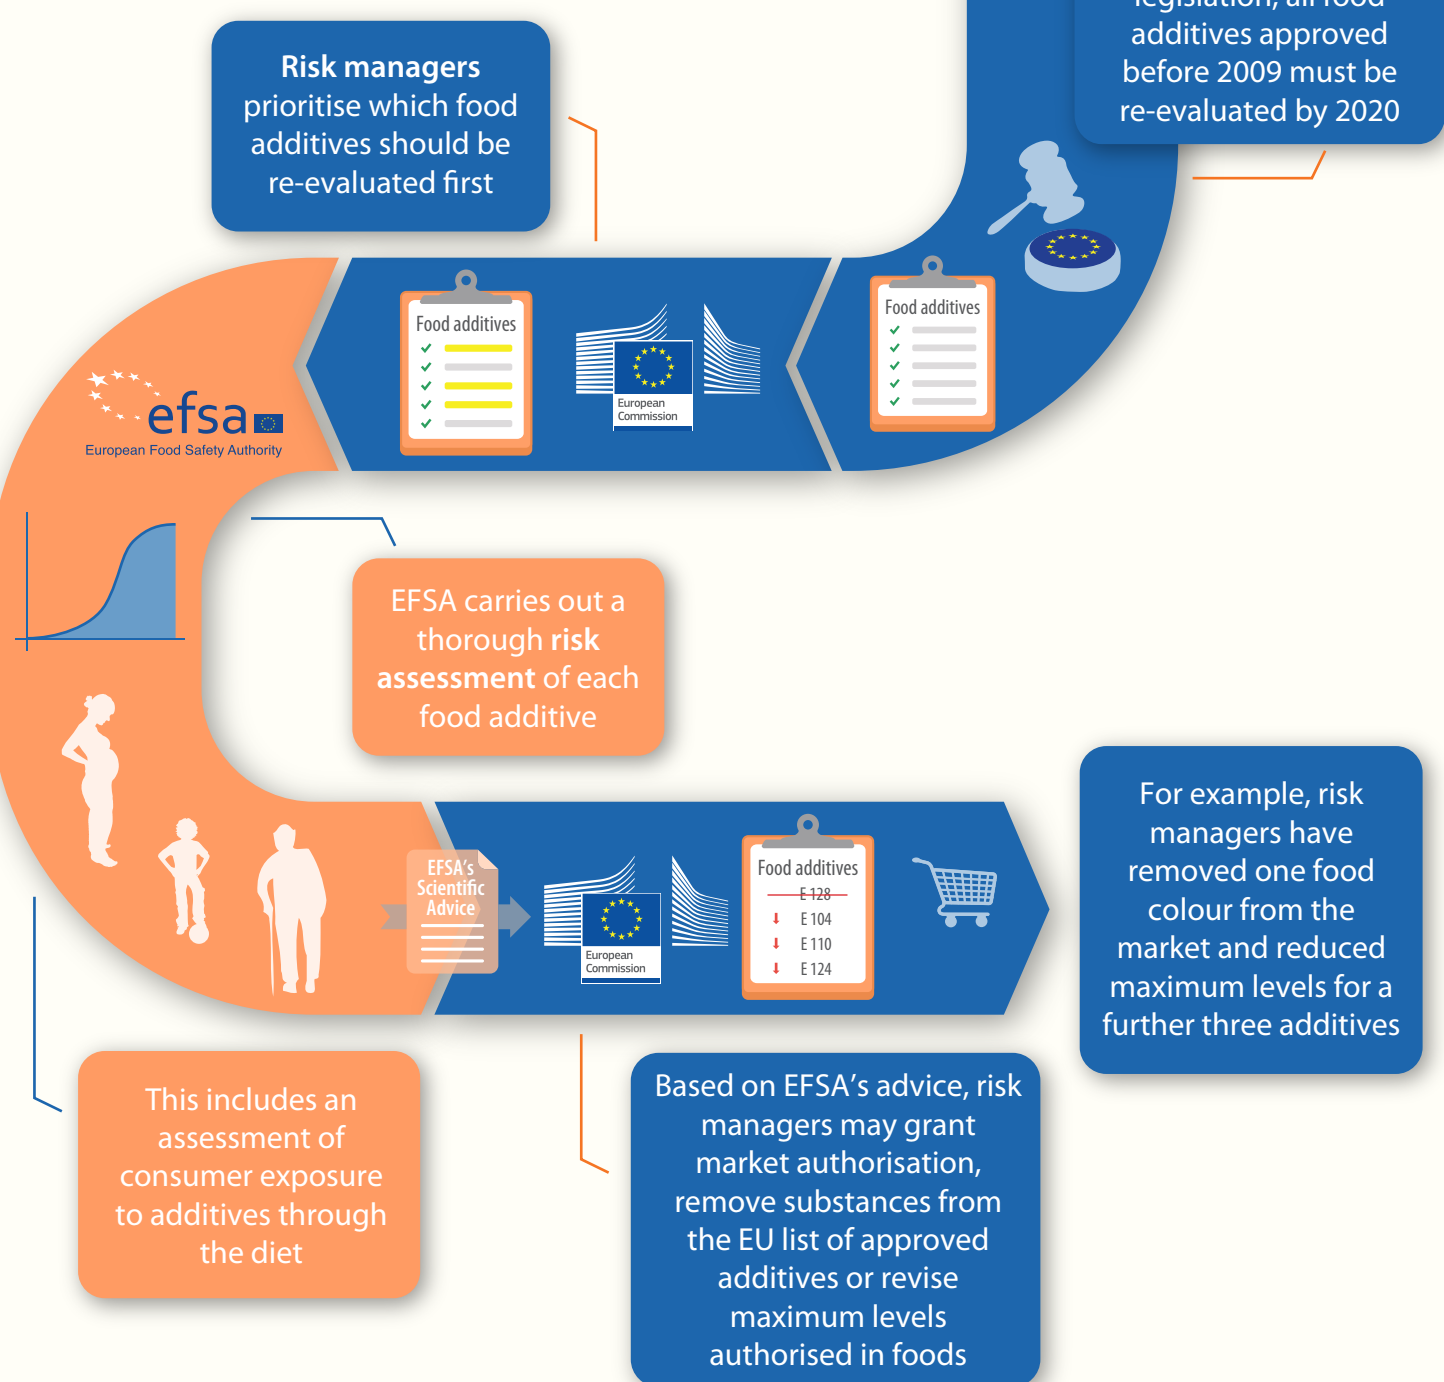 legislation, all food
additives approved
before 2009 must be
re-evaluated by 2020
Risk managers
prioritise which food
additives should be
re-evaluated first
Food additives
European
Commission
Food additives
efsa
European Food Safety Authority
EFSA carries out a
thorough risk
assessment of each
food additive
This includes an
assessment of
consumer exposure
to additives through
the diet
EFSA's
Scientific
Advice
European
Commission
Food additives
E 128
E 104
E 110
E 124
Based on EFSA's advice, risk
managers may grant
market authorisation,
remove substances from
the EU list of approved
additives or revise
maximum levels
authorised in foods
For example, risk
managers have
removed one food
colour from the
market and reduced
maximum levels for a
further three additives